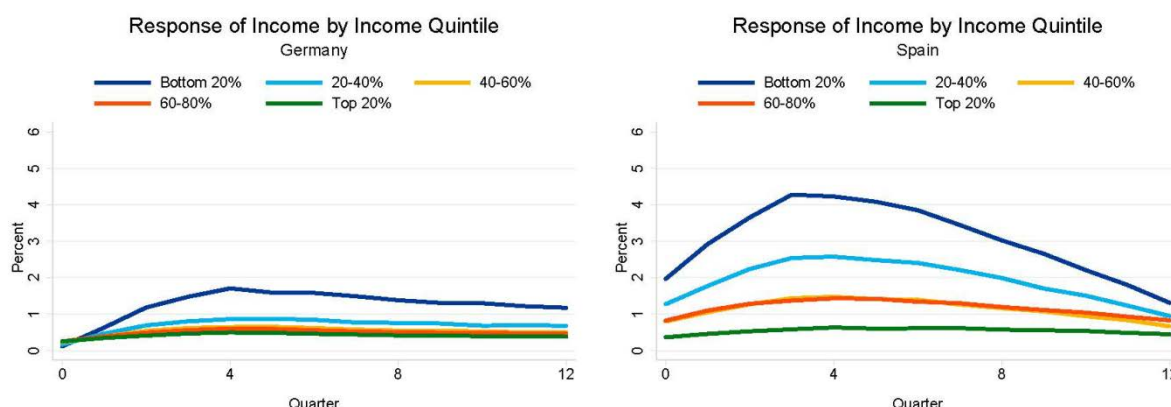 Response of Income by Income Quintile
Germany
Bottom 20% 20-40% 40-60%
60-80% Top 20%
6
5
4
3
2
1
0
Percent
0 4 8 12
Quarter
Response of Income by Income Quintile
Spain
Bottom 20% 20-40% 40-60%
60-80% Top 20%
6
5
4
3
2
1
0
Percent
0 4 8 12
Quarter